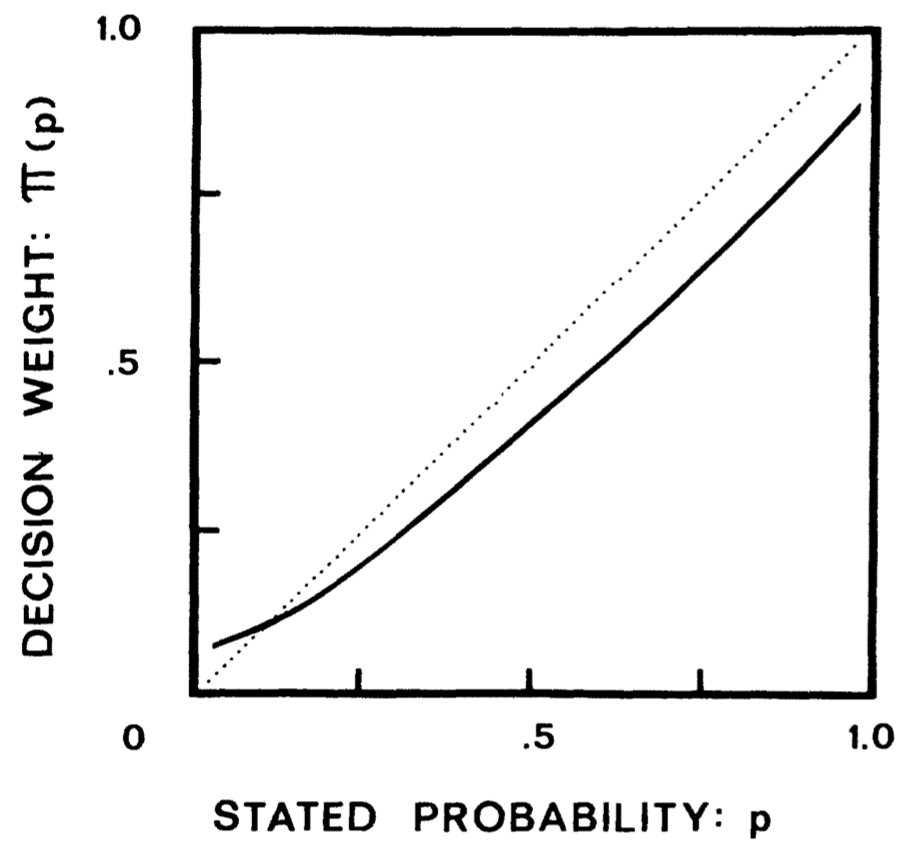 1.0
DECISION WEIGHT: π(p)
.5
0
.5
1.0
STATED PROBABILITY: p